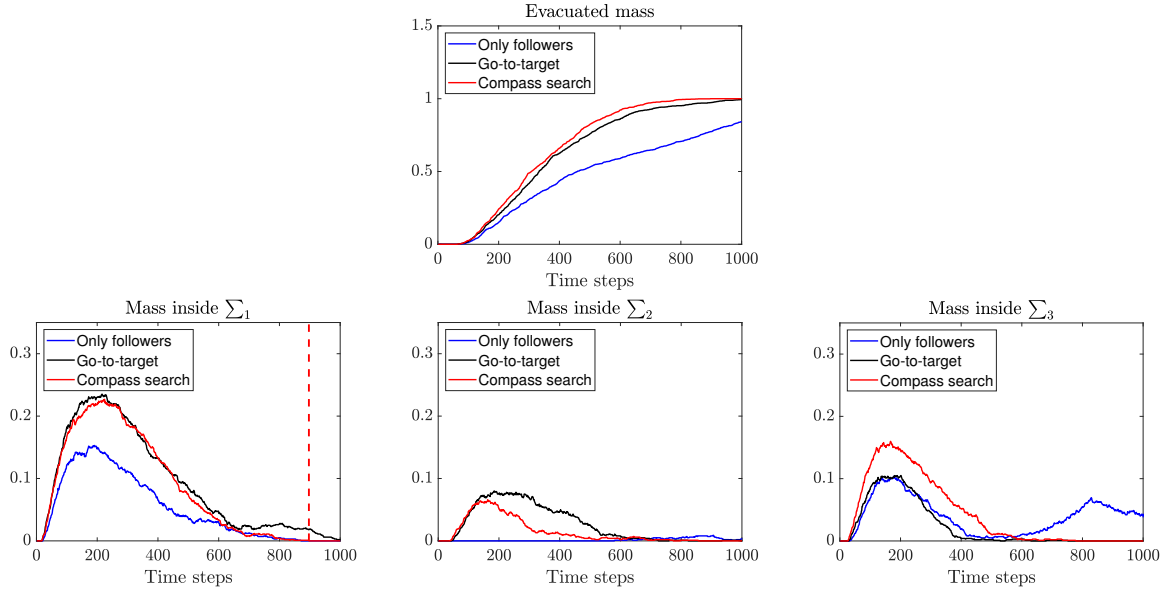 Evacuated mass
1.5
1
0.5
0
Only followers
Go-to-target
Compass search
0 200 400 600 800 1000
Time steps
Mass inside ∑₁
0.3
0.2
0.1
0
Only followers
Go-to-target
Compass search
0 200 400 600 800 1000
Time steps
Mass inside ∑₂
0.3
0.2
0.1
0
Only followers
Go-to-target
Compass search
0 200 400 600 800 1000
Time steps
Mass inside ∑₃
0.3
0.2
0.1
0
Only followers
Go-to-target
Compass search
0 200 400 600 800 1000
Time steps